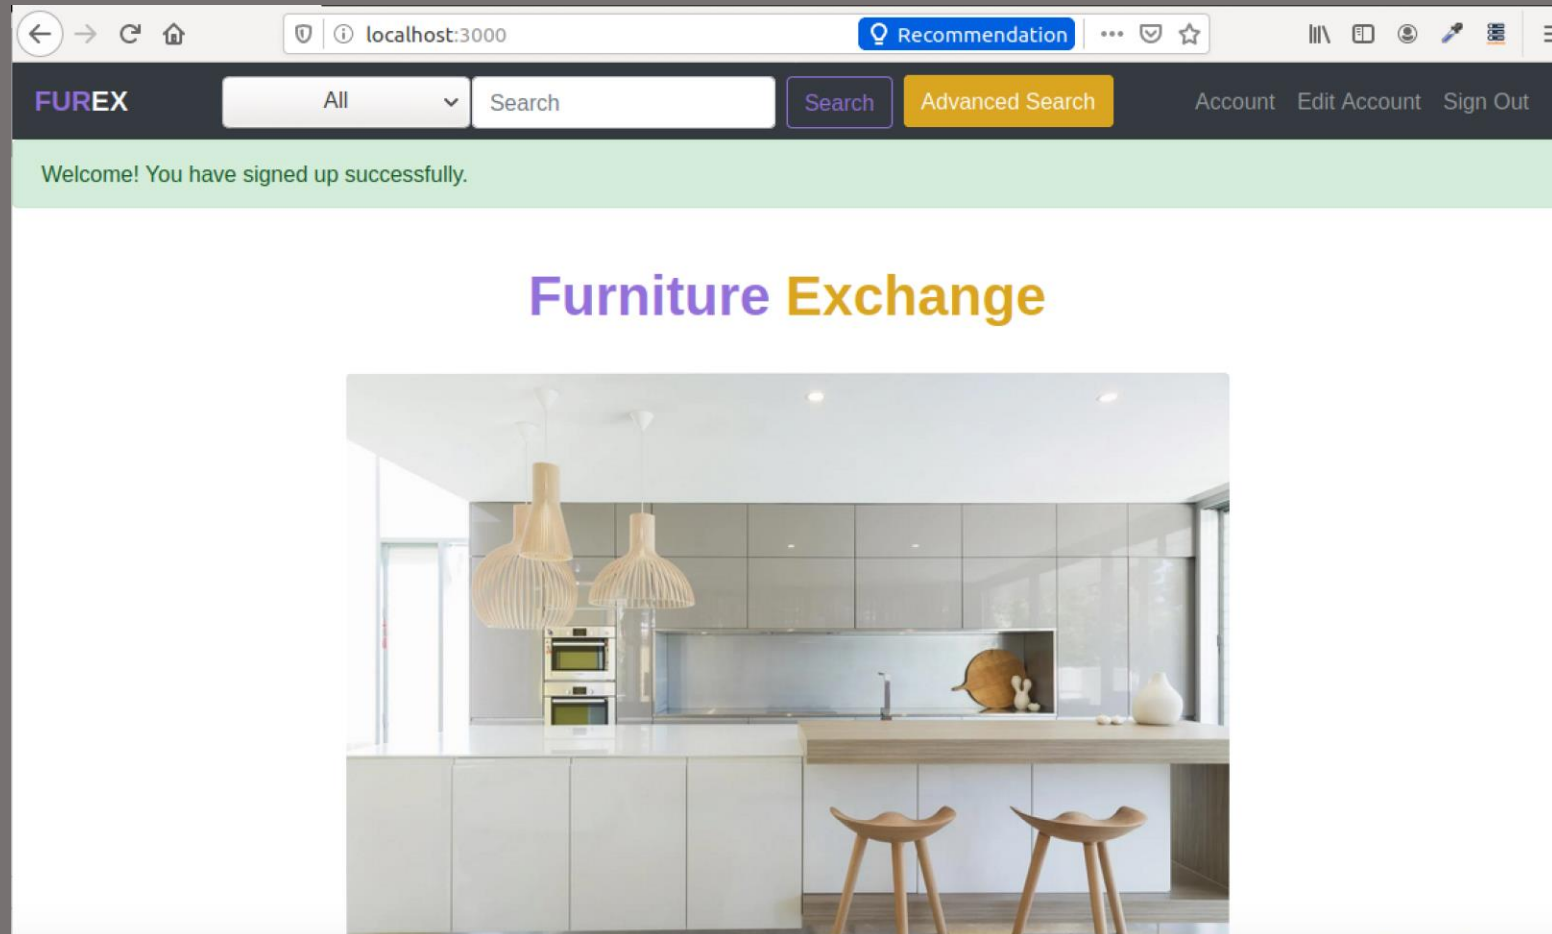 localhost:3000 Recommendation
FUREX All Search Search Advanced Search Account Edit Account Sign Out
Welcome! You have signed up successfully.
Furniture Exchange